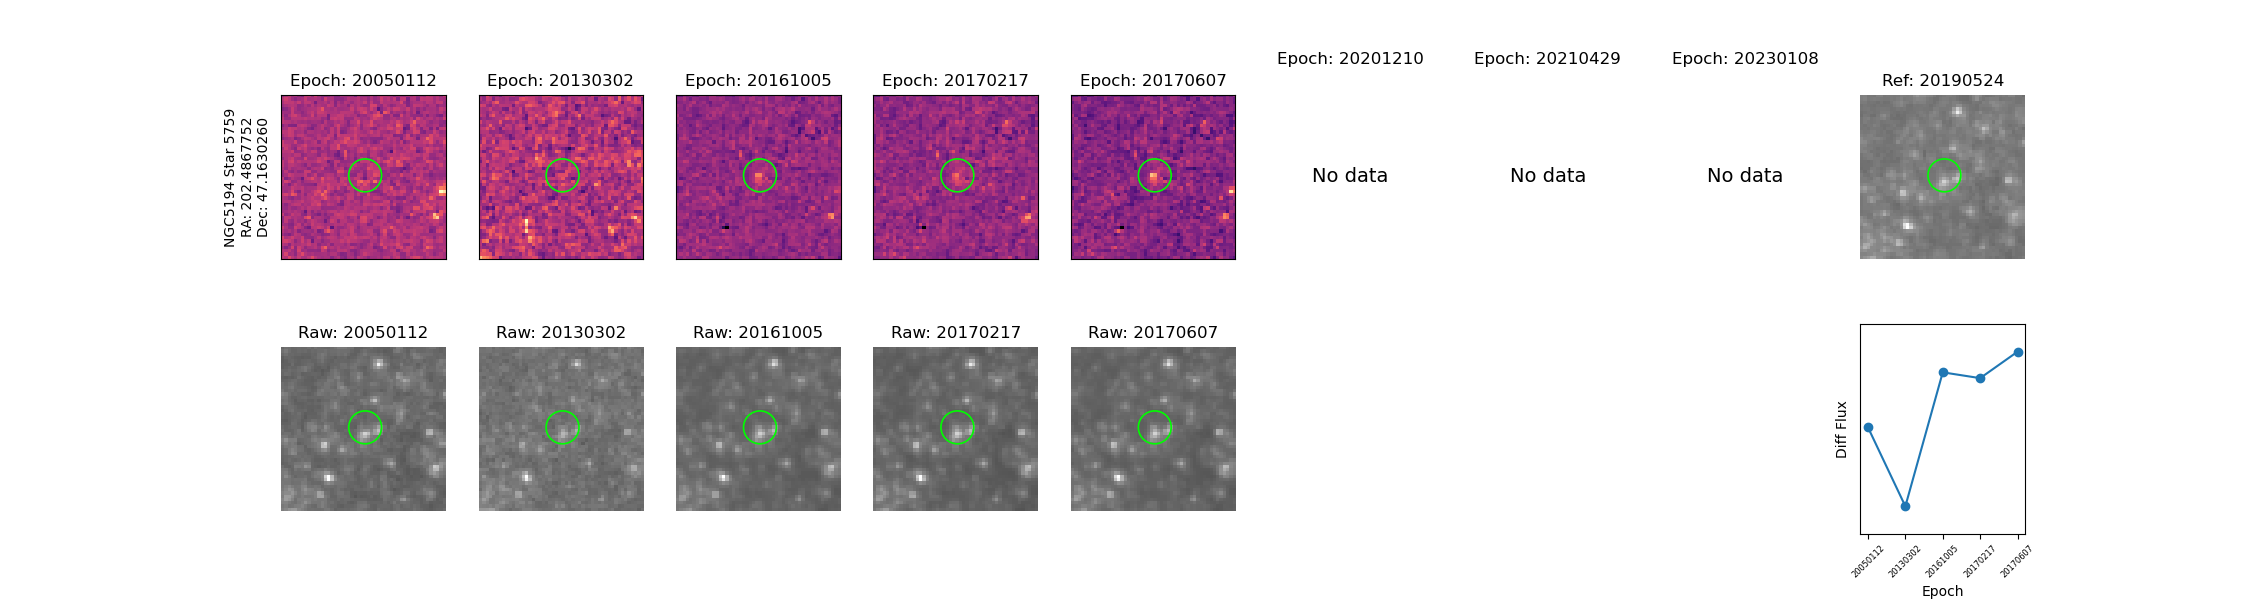 NGC5194 Star 5759
RA: 202.4867752
Dec: 47.1630260
Epoch: 20050112
Epoch: 20130302
Epoch: 20161005
Epoch: 20170217
Epoch: 20170607
Epoch: 20201210
Epoch: 20210429
Epoch: 20230108
Ref: 20190524
No data
No data
No data
Raw: 20050112
Raw: 20130302
Raw: 20161005
Raw: 20170217
Raw: 20170607
Diff Flux
20050112
20130302
20161005
20170217
20170607
Epoch